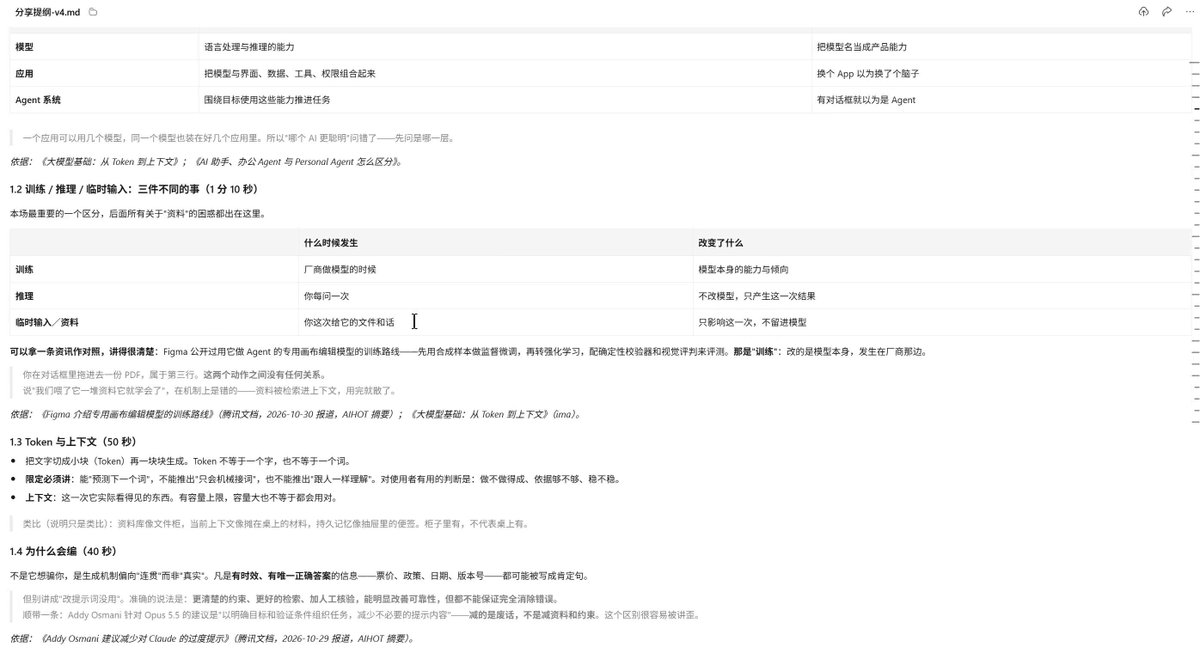 分享提纲-v4.md
模型 语言处理与推理的能力 把模型名当成产品能力
应用 把模型与界面、数据、工具、权限组合起来 换个 App 以为换了个脑子
Agent 系统 围绕目标使用这些能力推进任务 有对话框就以为是 Agent
一个应用可以用几个模型，同一个模型也装在好几个应用里。所以"哪个 AI 更聪明"问错了——先问是哪一层。
依据：《大模型基础：从 Token 到上下文》；《AI 助手、办公 Agent 与 Personal Agent 怎么区分》。
1.2 训练 / 推理 / 临时输入：三件不同的事（1 分 10 秒）
本场最重要的一个区分，后面所有关于"资料"的困惑都出在这里。
什么时候发生 改变了什么
训练 厂商做模型的时候 模型本身的能力与倾向
推理 你每问一次 不改模型，只产生这一次结果
临时输入／资料 你这次给它的文件和话 只影响这一次，不留进模型
可以拿一条资讯作对照，讲得很清楚：Figma 公开过用它做 Agent 的专用画布编辑模型的训练路线——先用合成样本做监督微调，再转强化学习，配确定性校验器和视觉评判来评测。那是"训练"：改的是模型本身，发生在厂商那边。
你在对话框里拖进去一份 PDF，属于第三行。这两个动作之间没有任何关系。
说"我们喂了它一堆资料它就学会了"，在机制上是错的——资料被检索进上下文，用完就散了。
依据：《Figma 介绍专用画布编辑模型的训练路线》（腾讯文档，2026-10-30 报道，AIHOT 摘要）；《大模型基础：从 Token 到上下文》（ima）。
1.3 Token 与上下文（50 秒）
• 把文字切成小块（Token）再一块块生成。Token 不等于一个字，也不等于一个词。
• 限定必须讲：能"预测下一个词"，不能推出"只会机械接词"，也不能推出"跟人一样理解"。对使用者有用的判断是：做不做得成、依据够不够、稳不稳。
• 上下文：这一次它实际看得见的东西。有容量上限，容量大也不等于都会用对。
类比（说明只是类比）：资料库像文件柜，当前上下文像摊在桌上的材料，持久记忆像抽屉里的便签。柜子里有，不代表桌上有。
1.4 为什么会编（40 秒）
不是它想骗你，是生成机制偏向"连贯"而非"真实"。凡是有时效、有唯一正确答案的信息——票价、政策、日期、版本号——都可能被写成肯定句。
但别讲成"改提示词没用"。准确的说法是：更清楚的约束、更好的检索、加人工核验，能明显改善可靠性，但都不能保证完全消除错误。
顺带一条：Addy Osmani 针对 Opus 5.5 的建议是"以明确目标和验证条件组织任务，减少不必要的提示内容"——减的是废话，不是减资料和约束。这个区别很容易被讲歪。
依据：《Addy Osmani 建议减少对 Claude 的过度提示》（腾讯文档，2026-10-29 报道，AIHOT 摘要）。